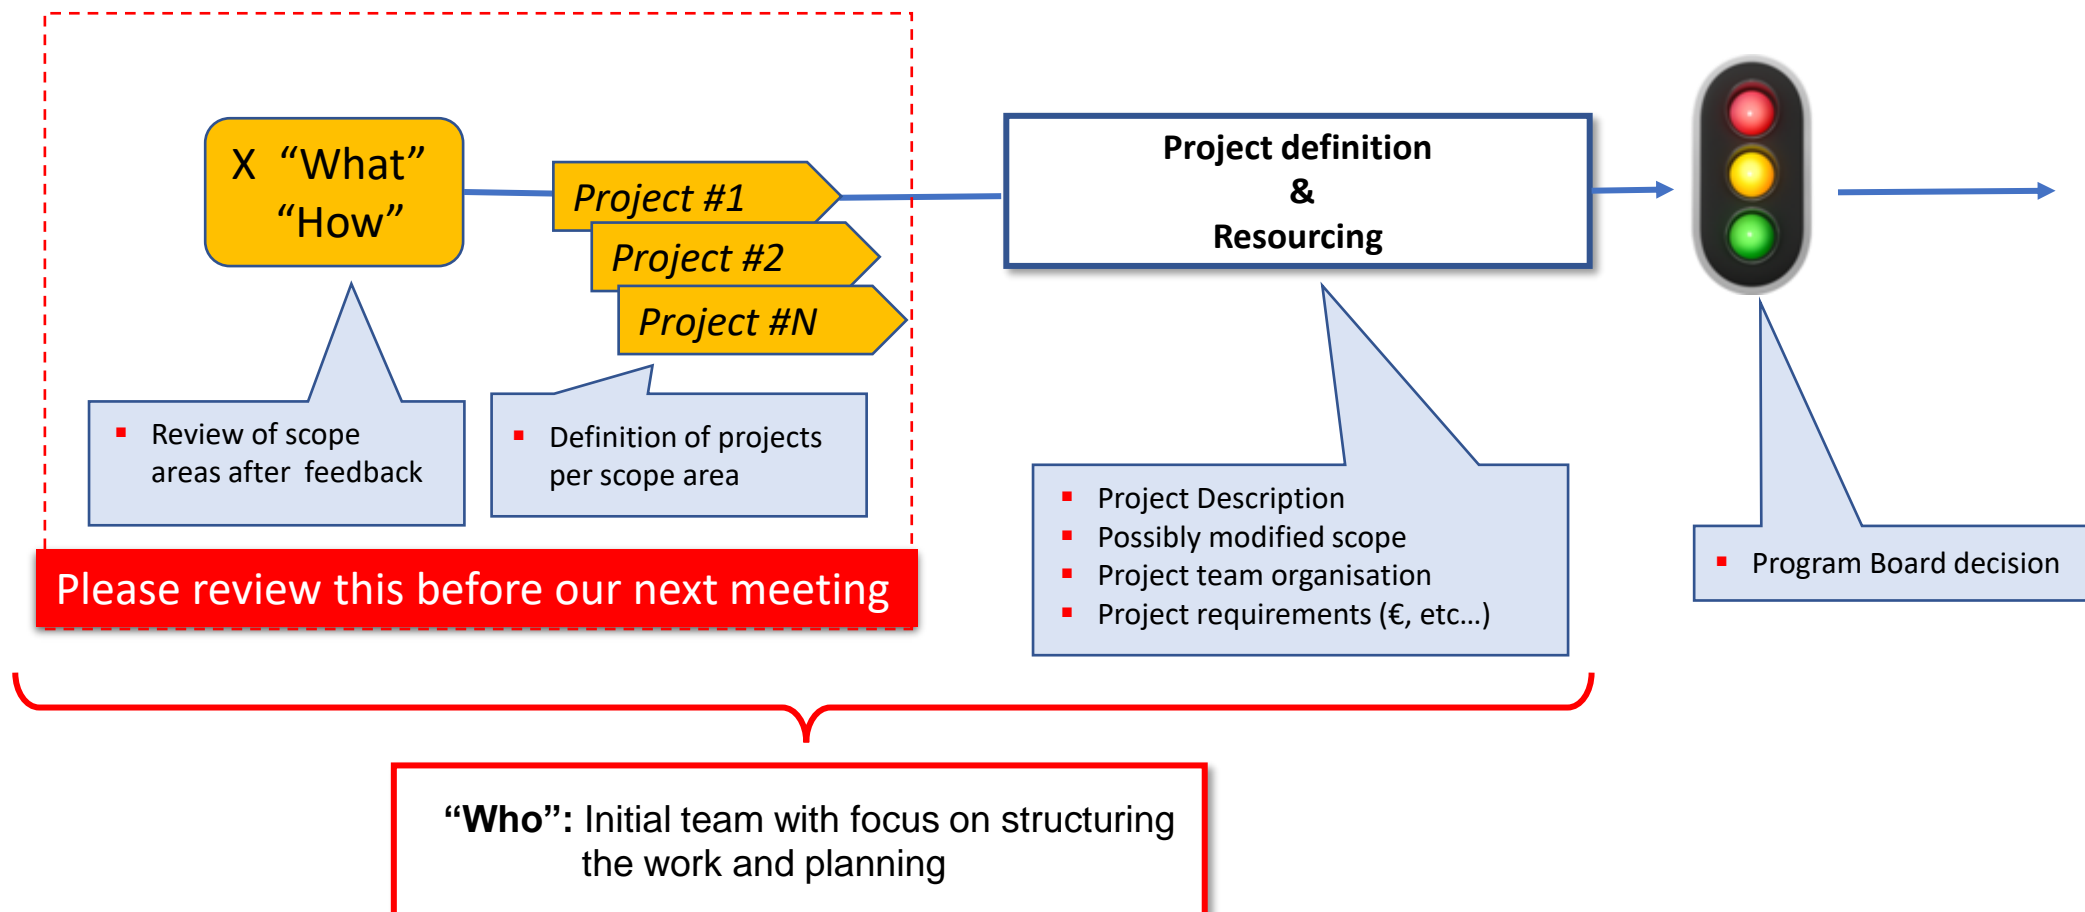 X “What”
“How”
Project #1
Project #2
Project #N
Project definition
&
Resourcing
▪ Review of scope
areas after feedback
▪ Definition of projects
per scope area
▪ Project Description
▪ Possibly modified scope
▪ Project team organisation
▪ Project requirements (€, etc…)
▪ Program Board decision
Please review this before our next meeting
“Who”: Initial team with focus on structuring
the work and planning